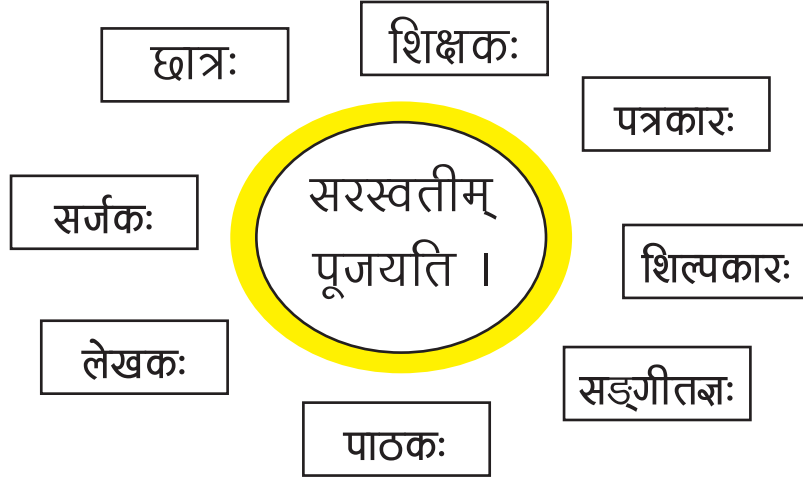 छात्रः
शिक्षकः
पत्रकारः
सर्जकः
सरस्वतीम्
पूजयति ।
शिल्पकारः
लेखकः
सङ्गीतज्ञः
पाठकः